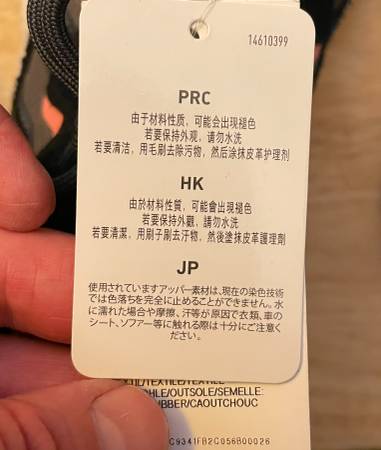 14610399
PRC
由于材料性质，可能会出现褪色
若要保持外观，请勿水洗
若要清洁，用毛刷去除污物，然后涂抹皮革护理剂
HK
由於材料性質，可能會出現褪色
若要保持外觀，請勿水洗
若要清潔，用刷子刷去汙物，然後塗抹皮革護理劑
JP
使用されていますアッパー素材は、現在の染色技術
では色落ちを完全に止めることができません。水
に濡れた場合や摩擦、汗等が原因で衣類、車の
シート、ソファー等に触れる際は十分にご注意く
ださい。
TEXTILE
/OUTSOLE/SEMELLE:
/CAOUTCHOUC
C9341FB2C056B00026